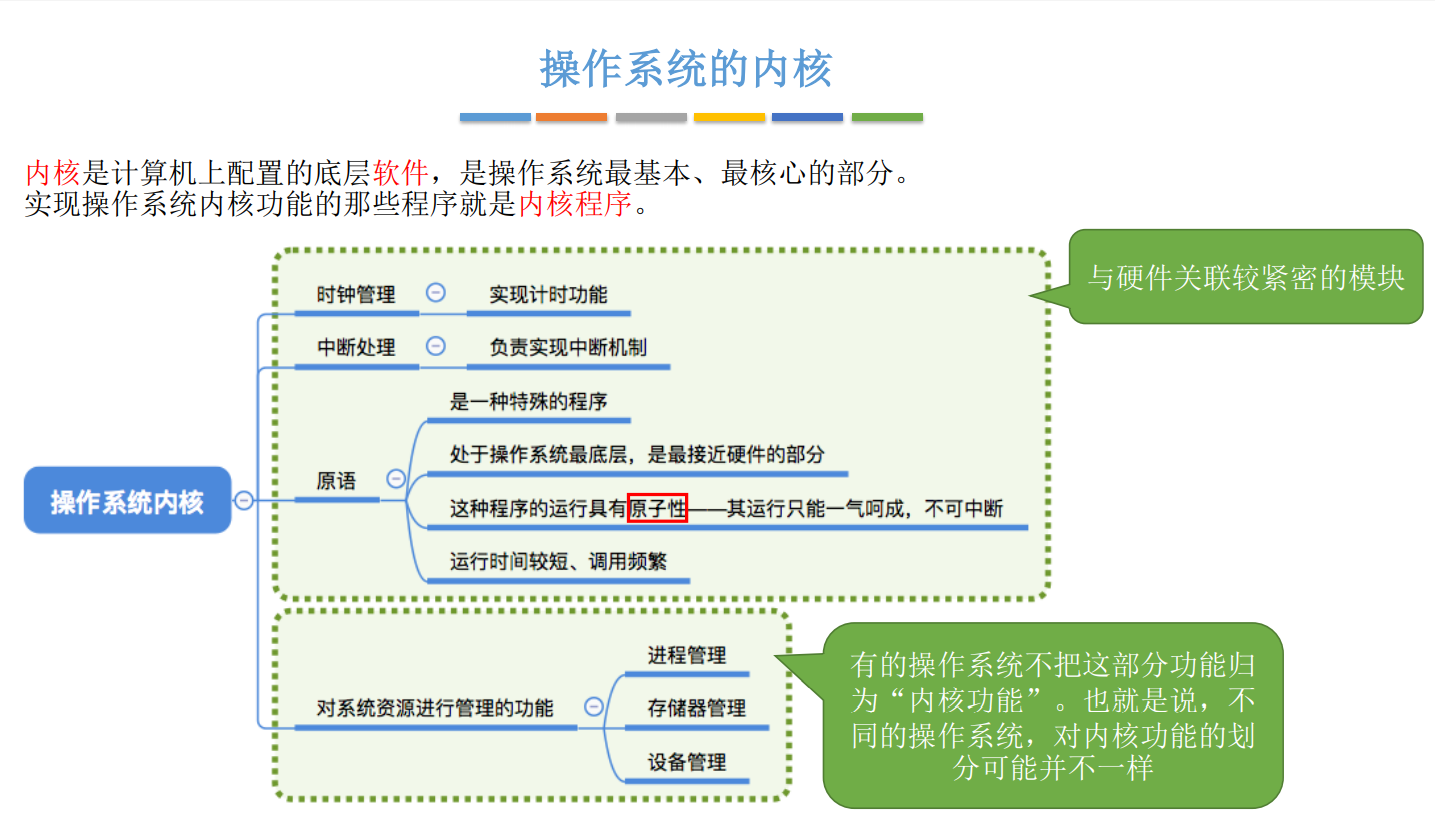 操作系统的内核
内核是计算机上配置的底层软件，是操作系统最基本、最核心的部分。
实现操作系统内核功能的那些程序就是内核程序。
与硬件关联较紧密的模块
时钟管理
实现计时功能
中断处理
负责实现中断机制
是一种特殊的程序
处于操作系统最底层，是最接近硬件的部分
原语
这种程序的运行具有原子性——其运行只能一气呵成，不可中断
运行时间较短、调用频繁
操作系统内核
对系统资源进行管理的功能
进程管理
存储器管理
设备管理
有的操作系统不把这部分功能归
为“内核功能”。也就是说，不
同的操作系统，对内核功能的划
分可能并不一样